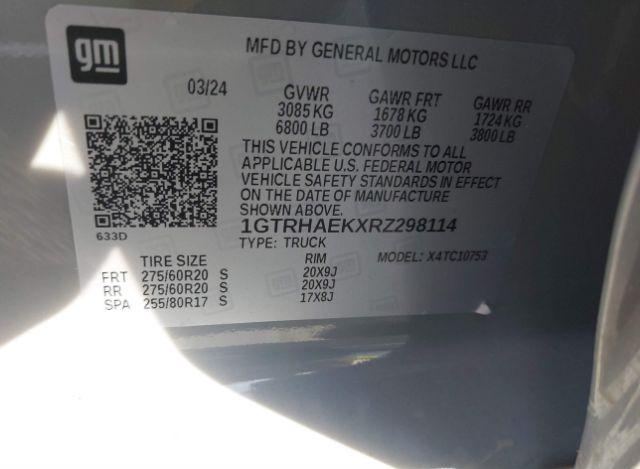 gm
MFD BY GENERAL MOTORS LLC
03/24
GVWR GAWR FRT GAWR RR
3085 KG 1678 KG 1724 KG
6800 LB 3700 LB 3800 LB
THIS VEHICLE CONFORMS TO ALL
APPLICABLE U.S. FEDERAL MOTOR
VEHICLE SAFETY STANDARDS IN EFFECT
ON THE DATE OF MANUFACTURE
SHOWN ABOVE.
1GTRHAEKXRZ298114
633D
TYPE: TRUCK MODEL: X4TC10753
TIRE SIZE RIM
FRT 275/60R20 S 20X9J
RR 275/60R20 S 20X9J
SPA 255/80R17 S 17X8J